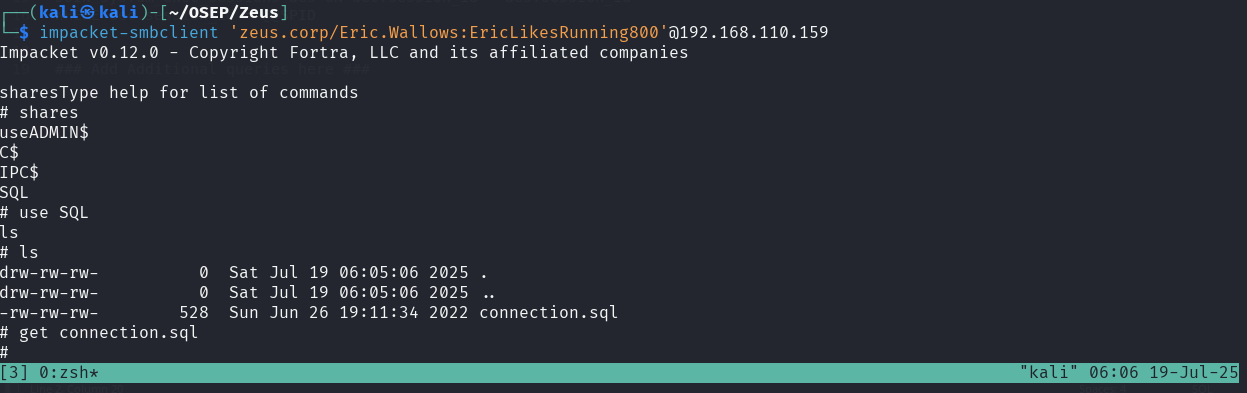 ┌──(kali㉿kali)-[~/OSEP/Zeus]
└─$ impacket-smbclient 'zeus.corp/Eric.Wallows:EricLikesRunning800'@192.168.110.159
Impacket v0.12.0 - Copyright Fortra, LLC and its affiliated companies
sharesType help for list of commands
# shares
useADMIN$
C$
IPC$
SQL
# use SQL
ls
# ls
drw-rw-rw-          0  Sat Jul 19 06:05:06 2025 .
drw-rw-rw-          0  Sat Jul 19 06:05:06 2025 ..
-rw-rw-rw-        528  Sun Jun 26 19:11:34 2022 connection.sql
# get connection.sql
#
[3] 0:zsh* "kali" 06:06 19-Jul-25